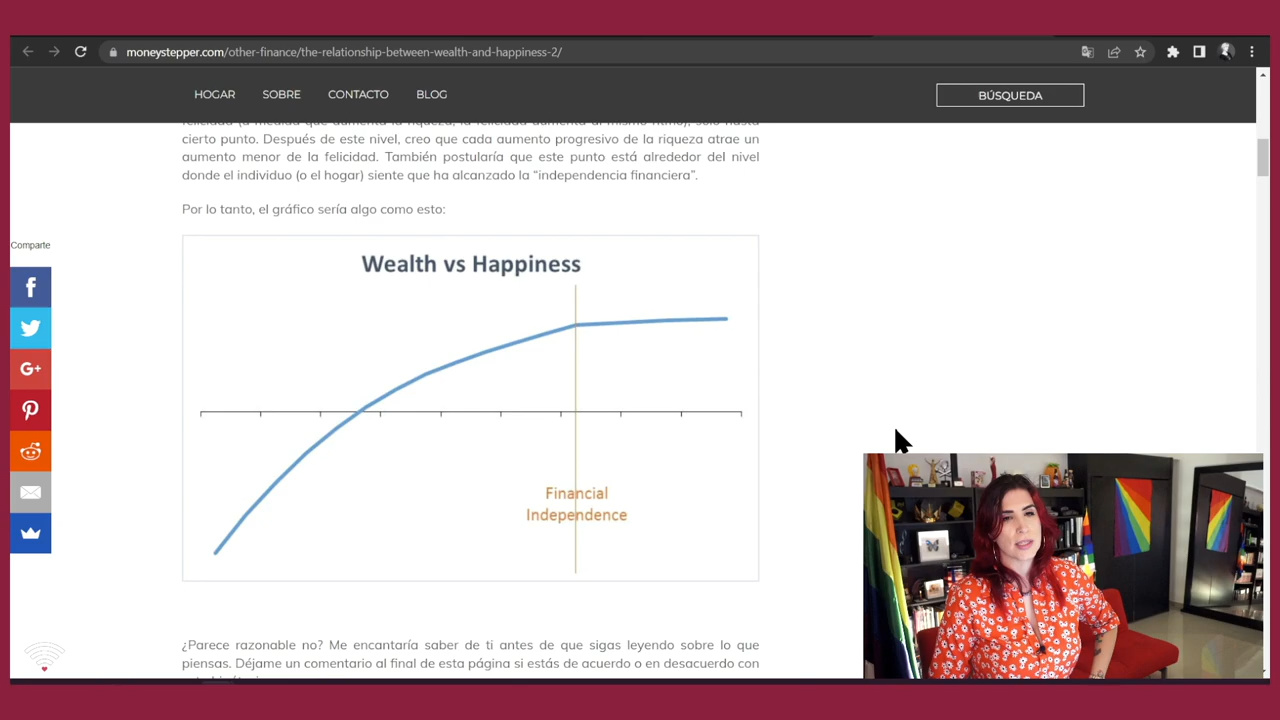 moneystepper.com/other-finance/the-relationship-between-wealth-and-happiness-2/
HOGAR SOBRE CONTACTO BLOG BÚSQUEDA
cierto punto. Después de este nivel, creo que cada aumento progresivo de la riqueza atrae un
aumento menor de la felicidad. También postularía que este punto está alrededor del nivel
donde el individuo (o el hogar) siente que ha alcanzado la “independencia financiera”.
Por lo tanto, el gráfico sería algo como esto:
Comparte
Wealth vs Happiness
Financial
Independence
¿Parece razonable no? Me encantaría saber de ti antes de que sigas leyendo sobre lo que
piensas. Déjame un comentario al final de esta página si estás de acuerdo o en desacuerdo con